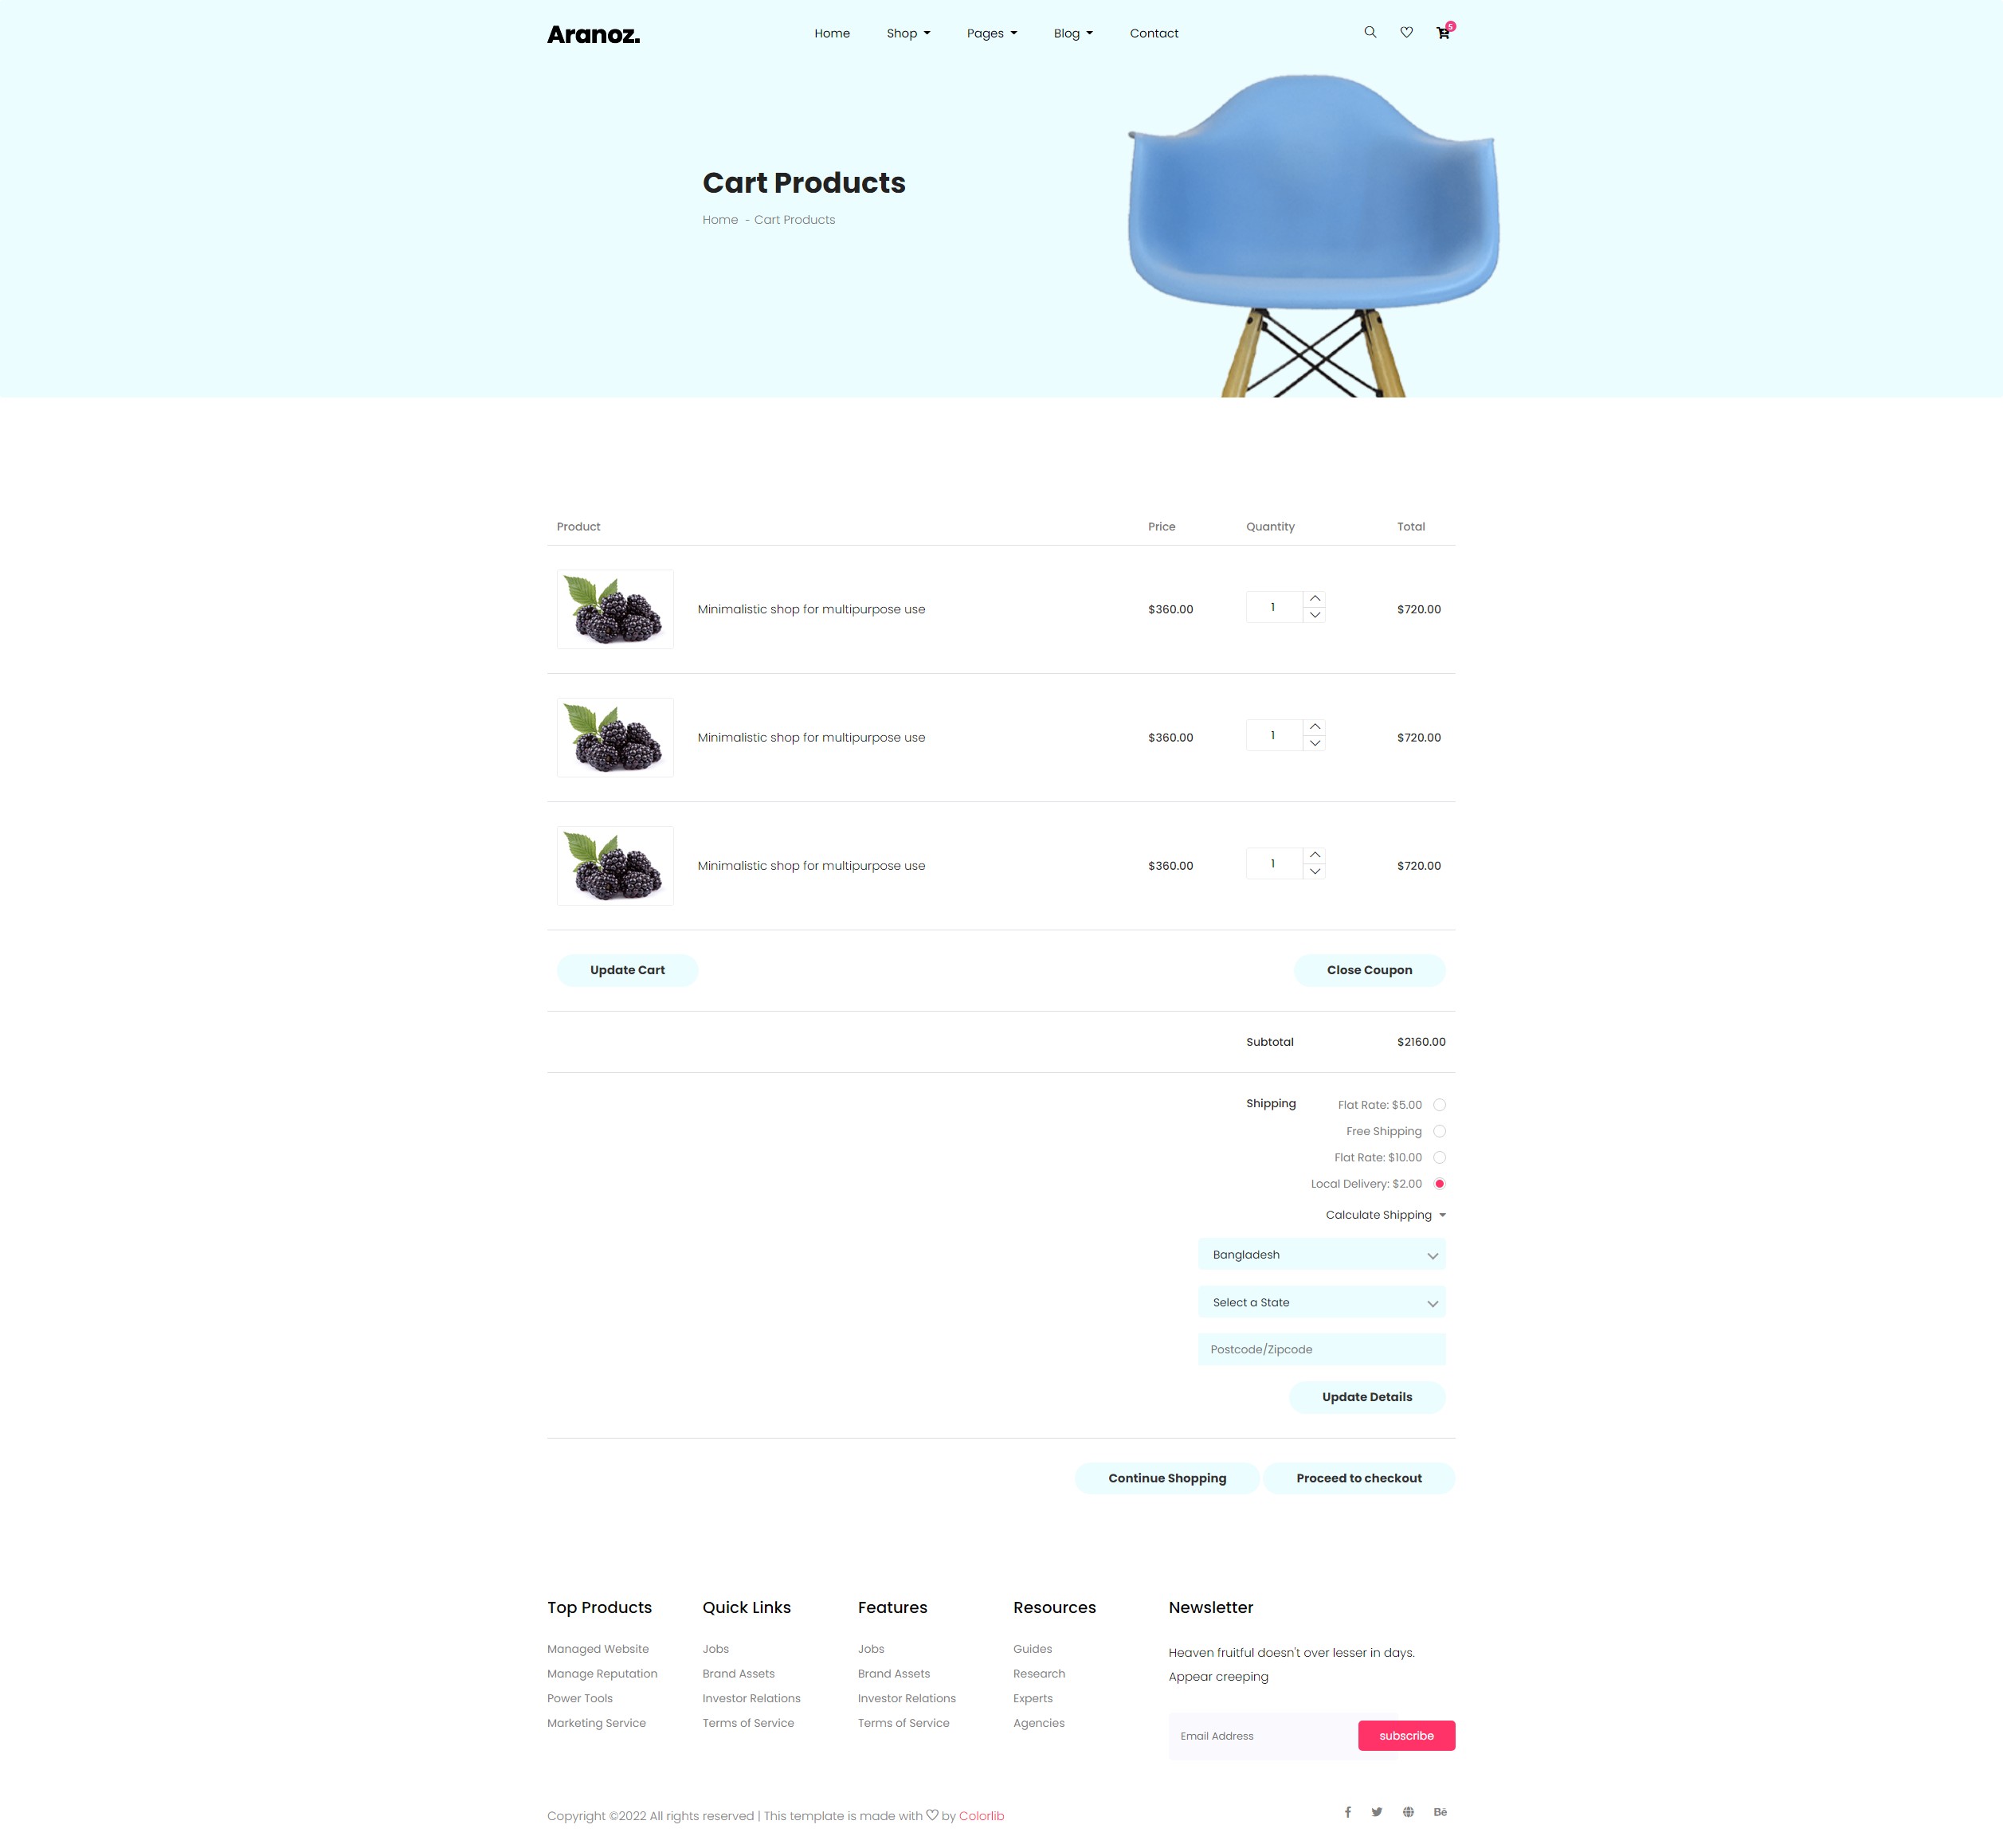 Aranoz.
Home
Shop
Pages
Blog
Contact
5
Cart Products
Home - Cart Products
Product
Price
Quantity
Total
Minimalistic shop for multipurpose use
$360.00
1
$720.00
Minimalistic shop for multipurpose use
$360.00
1
$720.00
Minimalistic shop for multipurpose use
$360.00
1
$720.00
Update Cart
Close Coupon
Subtotal
$2160.00
Shipping
Flat Rate: $5.00
Free Shipping
Flat Rate: $10.00
Local Delivery: $2.00
Calculate Shipping
Bangladesh
Select a State
Postcode/Zipcode
Update Details
Continue Shopping
Proceed to checkout
Top Products
Managed Website
Manage Reputation
Power Tools
Marketing Service
Quick Links
Jobs
Brand Assets
Investor Relations
Terms of Service
Features
Jobs
Brand Assets
Investor Relations
Terms of Service
Resources
Guides
Research
Experts
Agencies
Newsletter
Heaven fruitful doesn't over lesser in days.
Appear creeping
Email Address
subscribe
Copyright ©2022 All rights reserved | This template is made with ♡ by Colorlib